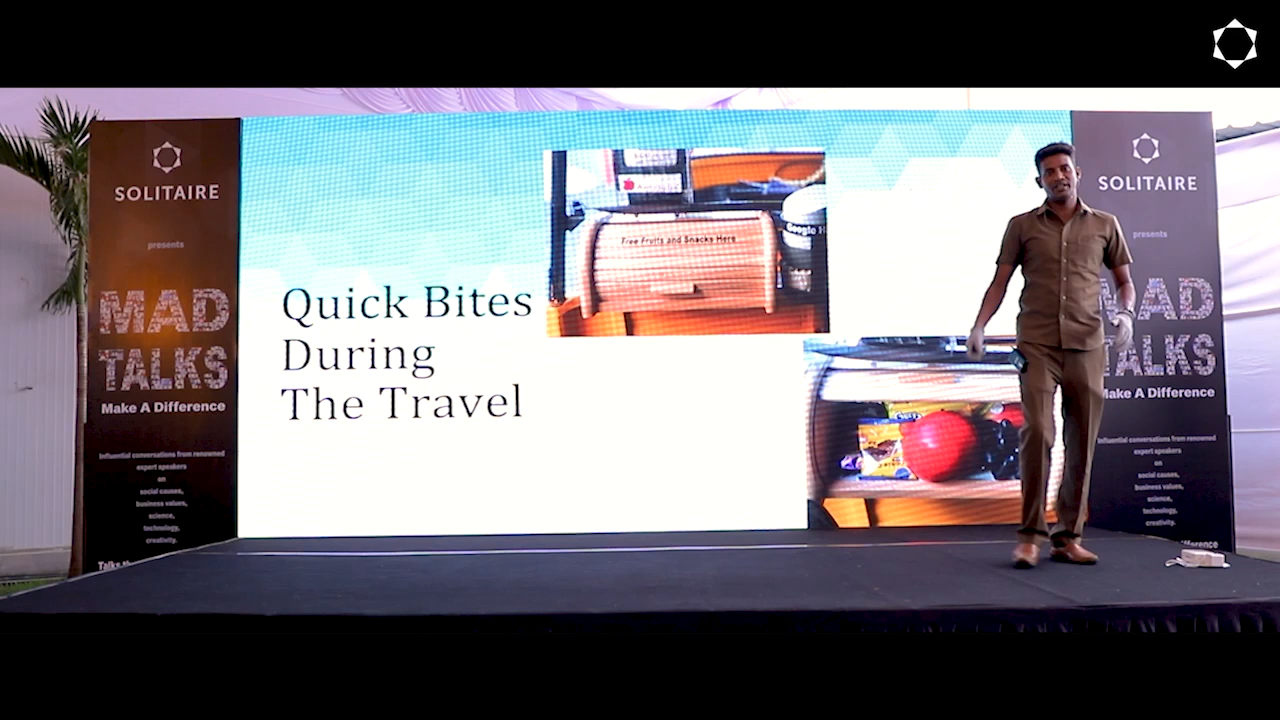 SOLITAIRE
presents
MAD
TALKS
Make A Difference
Influential conversations from renowned
expert speakers
on
social causes,
business values,
science,
technology,
creativity.
Quick Bites
During
The Travel
Free Fruits and Snacks Here
Google
SOLITAIRE
presents
MAD
TALKS
Make A Difference
Influential conversations from renowned
expert speakers
on
social causes,
business values,
science,
technology,
creativity.